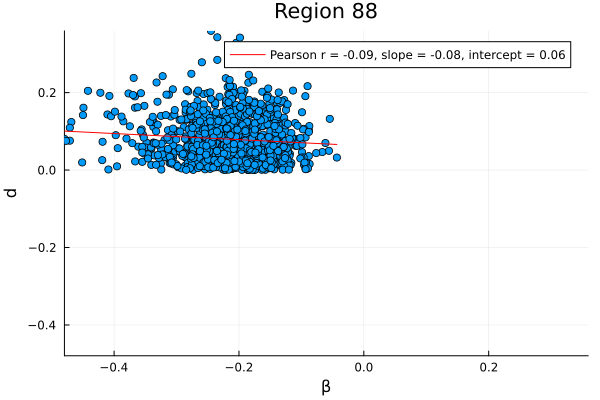 Region 88
Pearson r = -0.09, slope = -0.08, intercept = 0.06
d
0.2
0.0
−0.2
−0.4
−0.4
−0.2
0.0
0.2
β